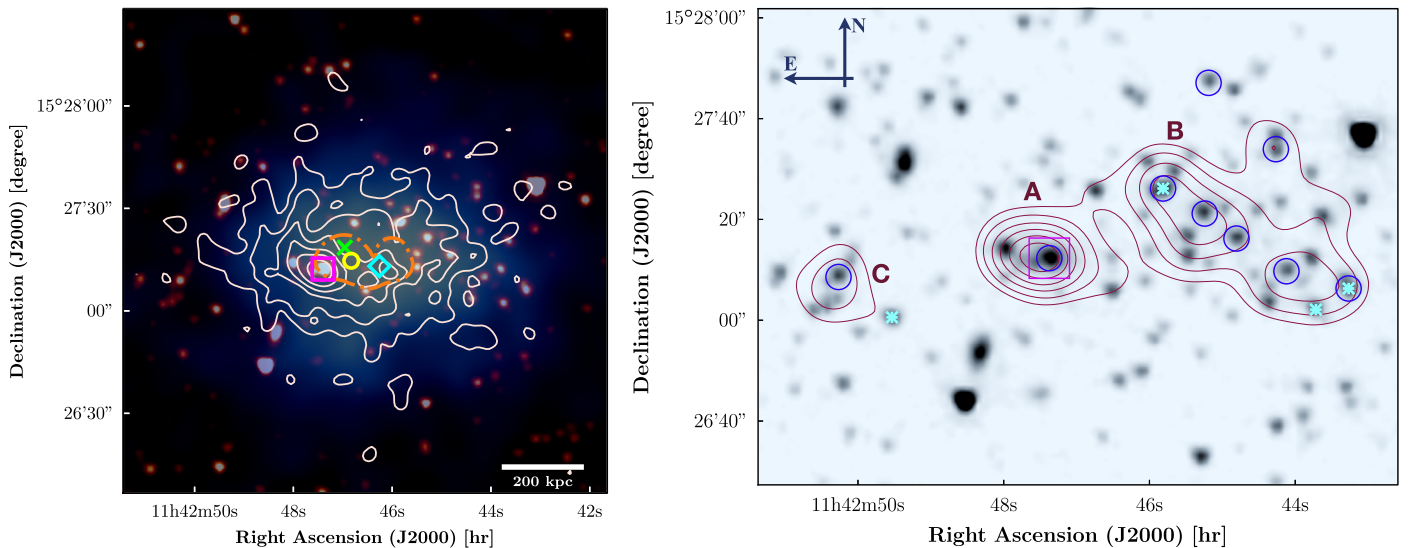 Declination (J2000) [degree]
15°28'00”
27'30”
00”
26'30”
200 kpc
11h42m50s
48s
46s
44s
42s
Right Ascension (J2000) [hr]
Declination (J2000) [degree]
15°28'00”
27'40”
20”
00”
26'40”
N
E
A
B
C
11h42m50s
48s
46s
44s
Right Ascension (J2000) [hr]